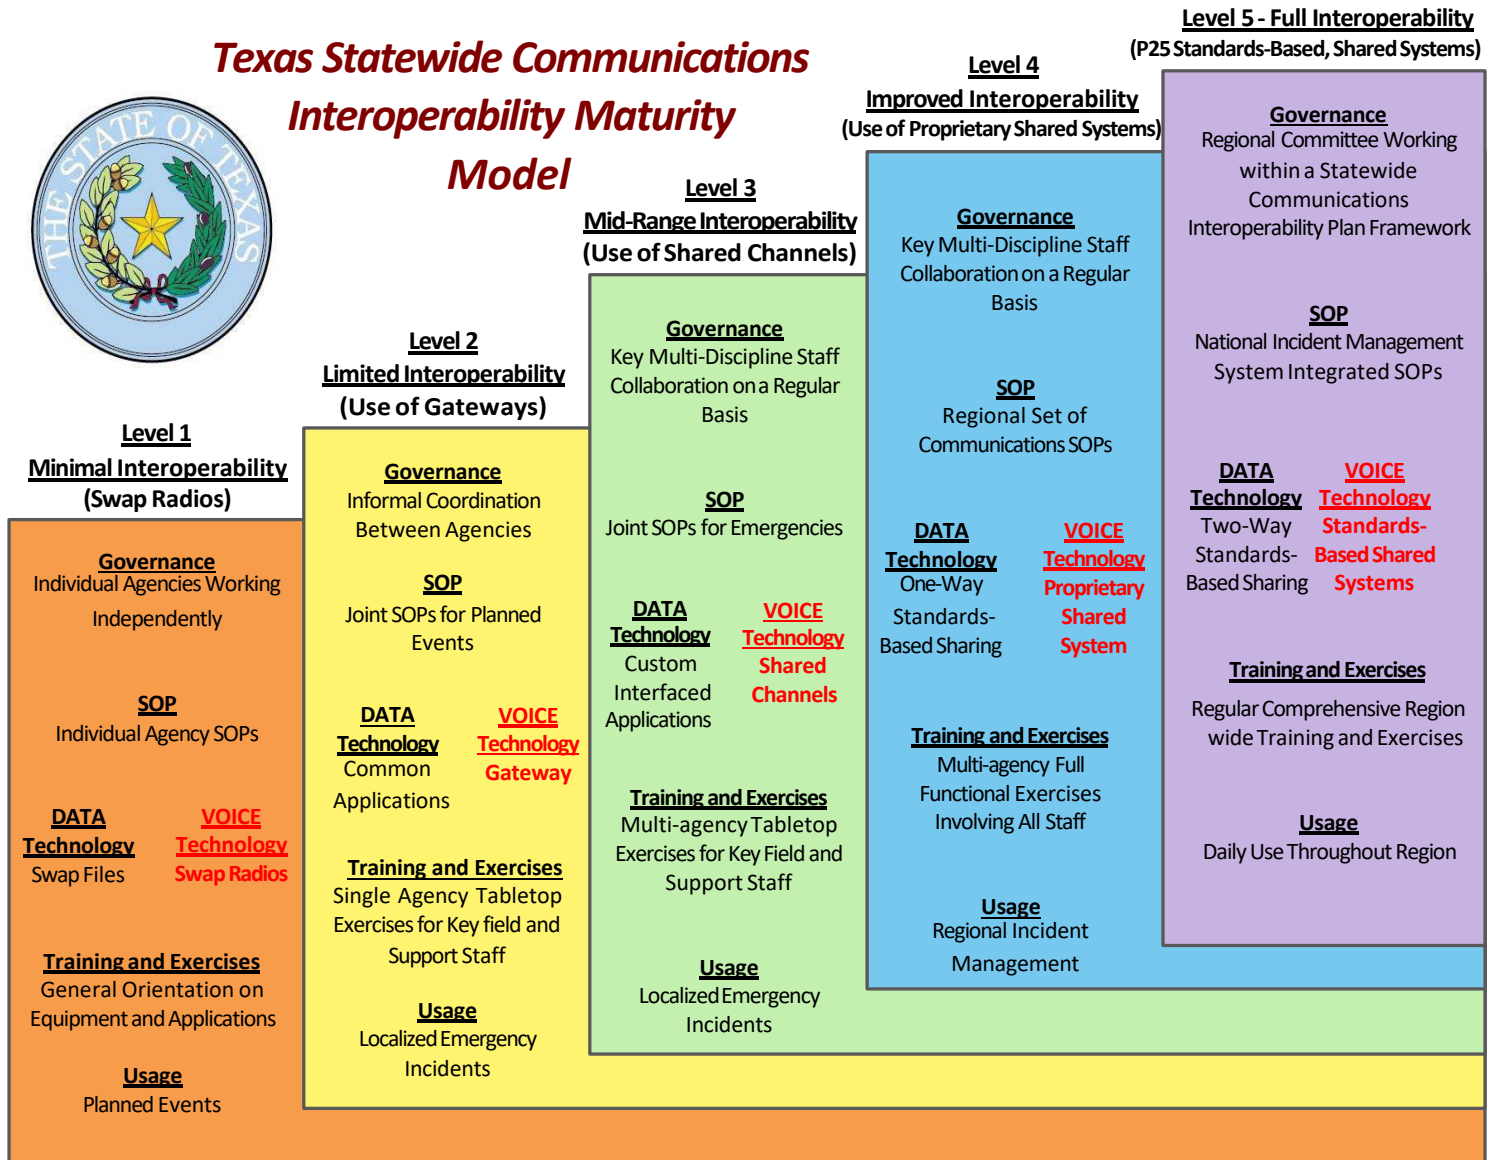 Texas Statewide Communications
Interoperability Maturity
Model
THE STATE OF TEXAS
Level 1
Minimal Interoperability
(Swap Radios)
Governance
Individual Agencies Working
Independently
SOP
Individual Agency SOPs
DATA
Technology
Swap Files
VOICE
Technology
Swap Radios
Training and Exercises
General Orientation on
Equipment and Applications
Usage
Planned Events
Level 2
Limited Interoperability
(Use of Gateways)
Governance
Informal Coordination
Between Agencies
SOP
Joint SOPs for Planned
Events
DATA
Technology
Common
Applications
VOICE
Technology
Gateway
Training and Exercises
Single Agency Tabletop
Exercises for Key field and
Support Staff
Usage
Localized Emergency
Incidents
Level 3
Mid-Range Interoperability
(Use of Shared Channels)
Governance
Key Multi-Discipline Staff
Collaboration on a Regular
Basis
SOP
Joint SOPs for Emergencies
DATA
Technology
Custom
Interfaced
Applications
VOICE
Technology
Shared
Channels
Training and Exercises
Multi-agency Tabletop
Exercises for Key Field and
Support Staff
Usage
Localized Emergency
Incidents
Level 4
Improved Interoperability
(Use of Proprietary Shared Systems)
Governance
Key Multi-Discipline Staff
Collaboration on a Regular
Basis
SOP
Regional Set of
Communications SOPs
DATA
Technology
One-Way
Standards-
Based Sharing
VOICE
Technology
Proprietary
Shared
System
Training and Exercises
Multi-agency Full
Functional Exercises
Involving All Staff
Usage
Regional Incident
Management
Level 5 - Full Interoperability
(P25 Standards-Based, Shared Systems)
Governance
Regional Committee Working
within a Statewide
Communications
Interoperability Plan Framework
SOP
National Incident Management
System Integrated SOPs
DATA
Technology
Two-Way
Standards-
Based Sharing
VOICE
Technology
Standards-
Based Shared
Systems
Training and Exercises
Regular Comprehensive Region
wide Training and Exercises
Usage
Daily Use Throughout Region